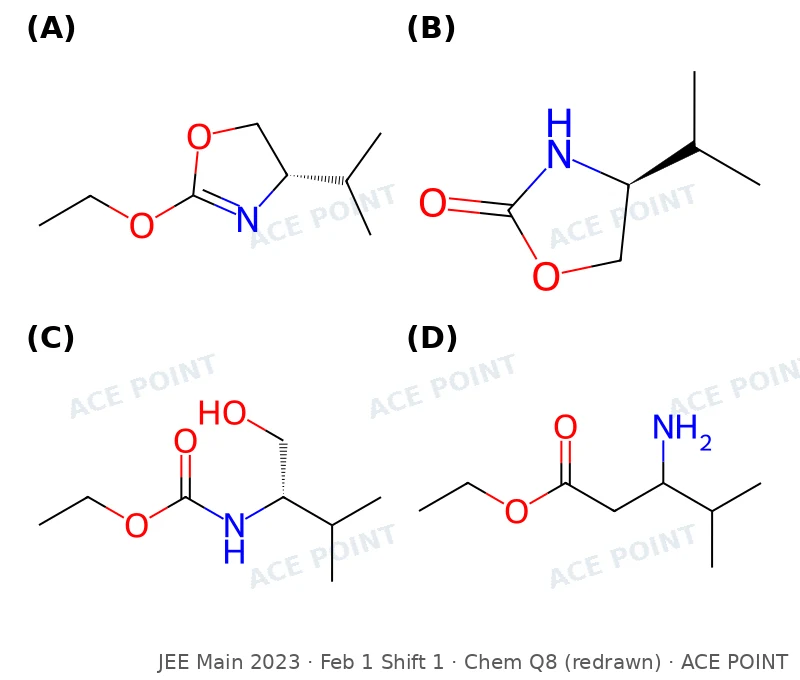 (A)
(B)
O
O
N
H
N
O
O
ACE POINT
ACE POINT
(C)
(D)
ACE POINT
ACE POINT
ACE POIN
HO
O
O
N
H
O
O
NH2
ACE POINT
ACE POINT
JEE Main 2023 · Feb 1 Shift 1 · Chem Q8 (redrawn) · ACE POINT